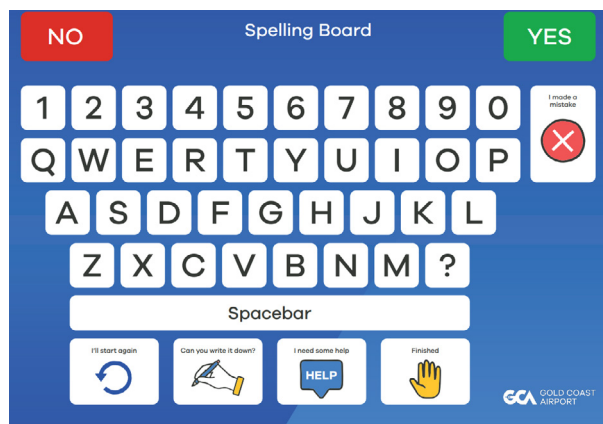 NO Spelling Board YES
1 2 3 4 5 6 7 8 9 0
I made a
mistake
Q W E R T Y U I O P
A S D F G H J K L
Z X C V B N M ?
Spacebar
I'll start again Can you write it down? I need some help Finished
HELP
GCA GOLD COAST
AIRPORT